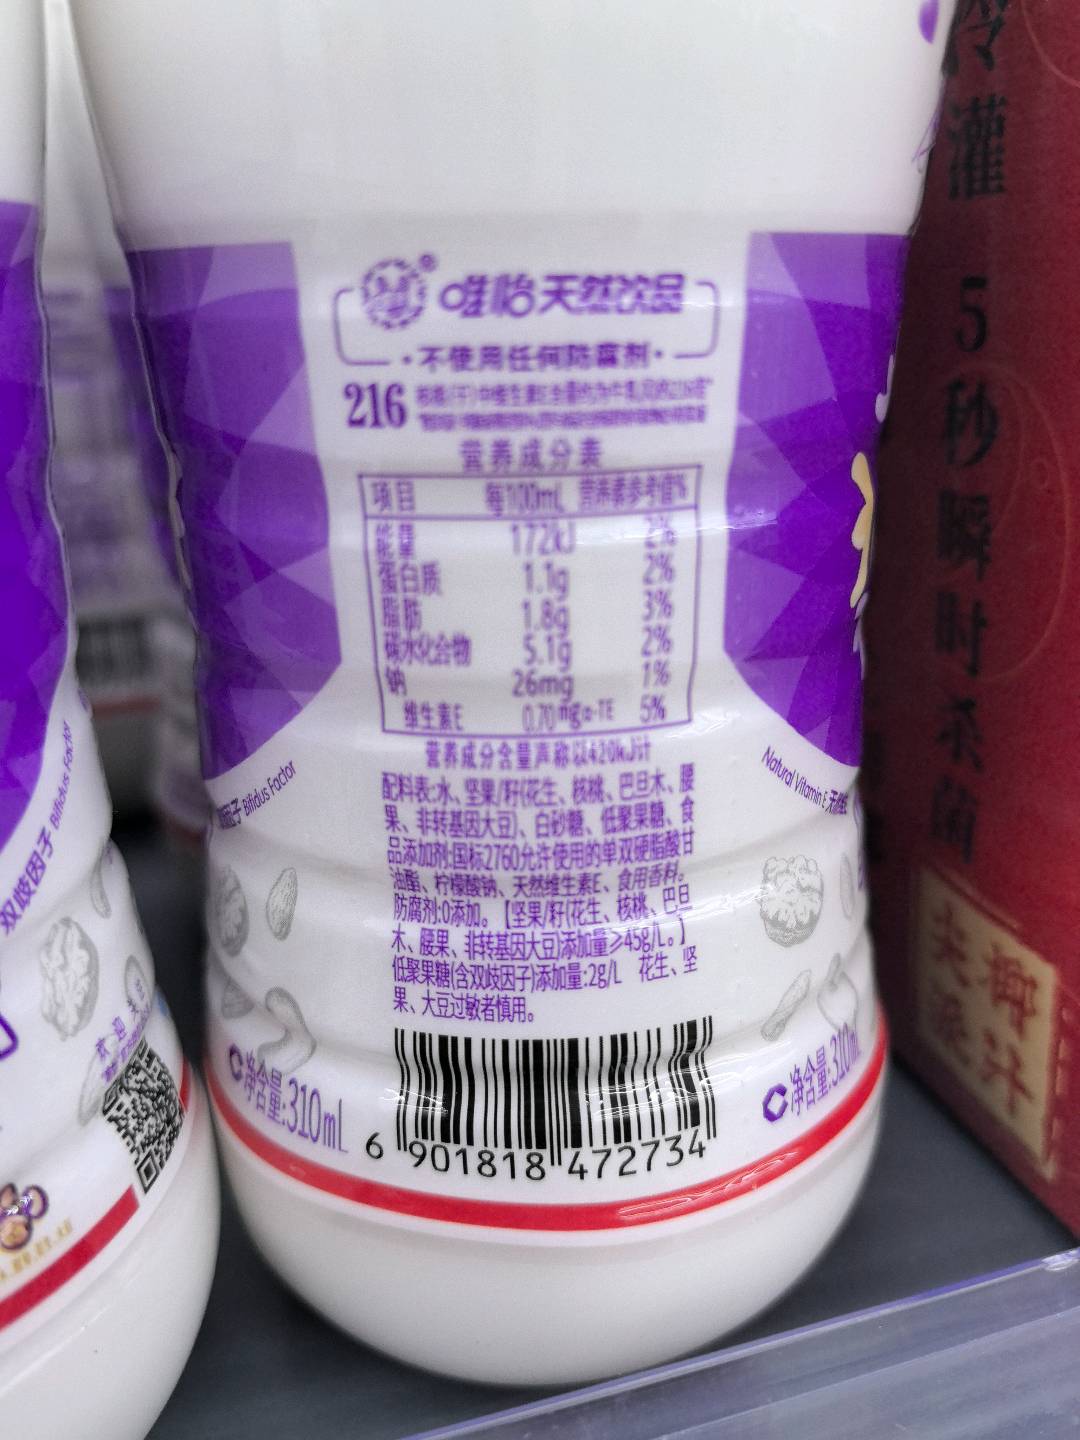 唯怡天然饮品
·不使用任何防腐剂·
216
营养成分表
项目 每100mL 营养素参考值%
能量 172kJ 2%
蛋白质 1.1g 2%
脂肪 1.8g 3%
碳水化合物 5.1g 2%
钠 26mg 1%
维生素E 0.70mgα-TE 5%
营养成分含量声称以420kJ计
配料表:水、坚果/籽(花生、核桃、巴旦木、腰
果、非转基因大豆)、白砂糖、低聚果糖、食
品添加剂:国标2760允许使用的单双硬脂酸甘
油酯、柠檬酸钠、天然维生素E、食用香料。
防腐剂:0添加。【坚果/籽(花生、核桃、巴旦
木、腰果、非转基因大豆)添加量≥45g/L。】
低聚果糖(含双歧因子)添加量:2g/L 花生、坚
果、大豆过敏者慎用。
净含量:310mL
6 901818 472734
净含量:310mL
因子 Bifidus Factor
Natural Vitamin E 天然
双歧因子 Bifidus Factor
冷灌 5秒瞬时杀菌
椰汁